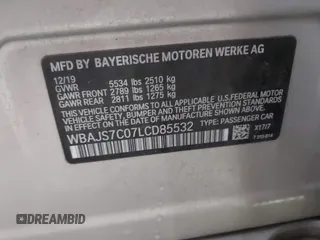 MFD BY BAYERISCHE MOTOREN WERKE AG
12/19
GVWR 5534 lbs 2510 kg
GAWR FRONT 2789 lbs 1265 kg
GAWR REAR 2811 lbs 1275 kg
THIS VEHICLE CONFORMS TO ALL APPLICABLE FEDERAL MOTOR VEHICLE SAFETY, BUMPER, AND THEFT PREVENTION STANDARDS IN EFFECT ON THE DATE OF MANUFACTURE SHOWN ABOVE.
WBAJS7C07LCD85532
TYPE: PASSENGER CAR
X1717
DREAMBID